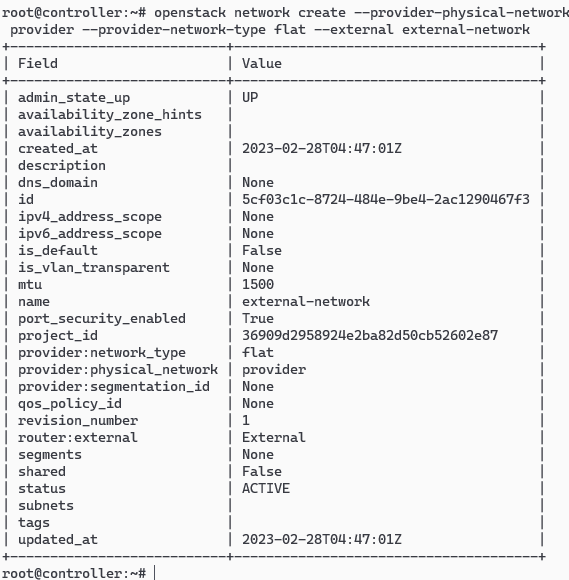 root@controller:~# openstack network create --provider-physical-network
 provider --provider-network-type flat --external external-network
+---------------------------+--------------------------------------+
| Field                     | Value                                |
+---------------------------+--------------------------------------+
| admin_state_up            | UP                                   |
| availability_zone_hints   |                                      |
| availability_zones        |                                      |
| created_at                | 2023-02-28T04:47:01Z                 |
| description               |                                      |
| dns_domain                | None                                 |
| id                        | 5cf03c1c-8724-484e-9be4-2ac1290467f3 |
| ipv4_address_scope        | None                                 |
| ipv6_address_scope        | None                                 |
| is_default                | False                                |
| is_vlan_transparent       | None                                 |
| mtu                       | 1500                                 |
| name                      | external-network                     |
| port_security_enabled     | True                                 |
| project_id                | 36909d2958924e2ba82d50cb52602e87     |
| provider:network_type     | flat                                 |
| provider:physical_network | provider                             |
| provider:segmentation_id  | None                                 |
| qos_policy_id             | None                                 |
| revision_number           | 1                                    |
| router:external           | External                             |
| segments                  | None                                 |
| shared                    | False                                |
| status                    | ACTIVE                               |
| subnets                   |                                      |
| tags                      |                                      |
| updated_at                | 2023-02-28T04:47:01Z                 |
+---------------------------+--------------------------------------+
root@controller:~#